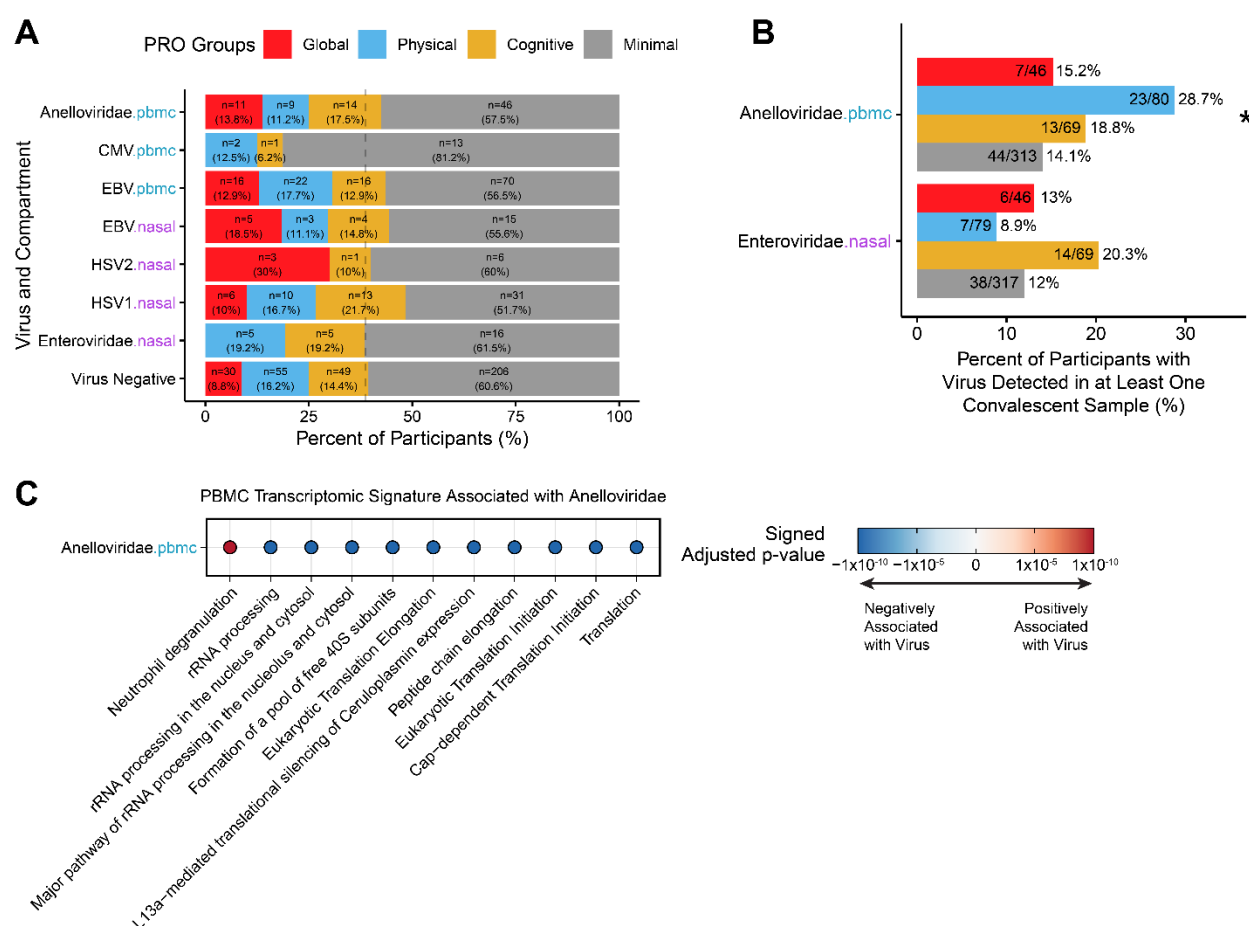 A
PRO Groups Global Physical Cognitive Minimal
Virus and Compartment
Anelloviridae.pbmc
n=11 n=9 n=14 n=46
(13.8%) (11.2%) (17.5%) (57.5%)
CMV.pbmc
n=2 n=1 n=13
(12.5%) (6.2%) (81.2%)
EBV.pbmc
n=16 n=22 n=16 n=70
(12.9%) (17.7%) (12.9%) (56.5%)
EBV.nasal
n=5 n=3 n=4 n=15
(18.5%) (11.1%) (14.8%) (55.6%)
HSV2.nasal
n=3 n=1 n=6
(30%) (10%) (60%)
HSV1.nasal
n=6 n=10 n=13 n=31
(10%) (16.7%) (21.7%) (51.7%)
Enteroviridae.nasal
n=5 n=5 n=16
(19.2%) (19.2%) (61.5%)
Virus Negative
n=30 n=55 n=49 n=206
(8.8%) (16.2%) (14.4%) (60.6%)
0 25 50 75 100
Percent of Participants (%)
B
Anelloviridae.pbmc
7/46 15.2%
23/80 28.7%
13/69 18.8%
44/313 14.1%
*
Enteroviridae.nasal
6/46 13%
7/79 8.9%
14/69 20.3%
38/317 12%
0 10 20 30
Percent of Participants with
Virus Detected in at Least One
Convalescent Sample (%)
C
PBMC Transcriptomic Signature Associated with Anelloviridae
Anelloviridae.pbmc
Neutrophil degranulation
rRNA processing
rRNA processing in the nucleus and cytosol
Major pathway of rRNA processing in the nucleolus and cytosol
Formation of a pool of free 40S subunits
Eukaryotic Translation Elongation
L13a−mediated translational silencing of Ceruloplasmin expression
Peptide chain elongation
Eukaryotic Translation Initiation
Cap−dependent Translation Initiation
Translation
Signed
Adjusted p-value
−1x10⁻¹⁰ −1x10⁻⁵ 0 1x10⁻⁵ 1x10⁻¹⁰
Negatively
Associated
with Virus
Positively
Associated
with Virus